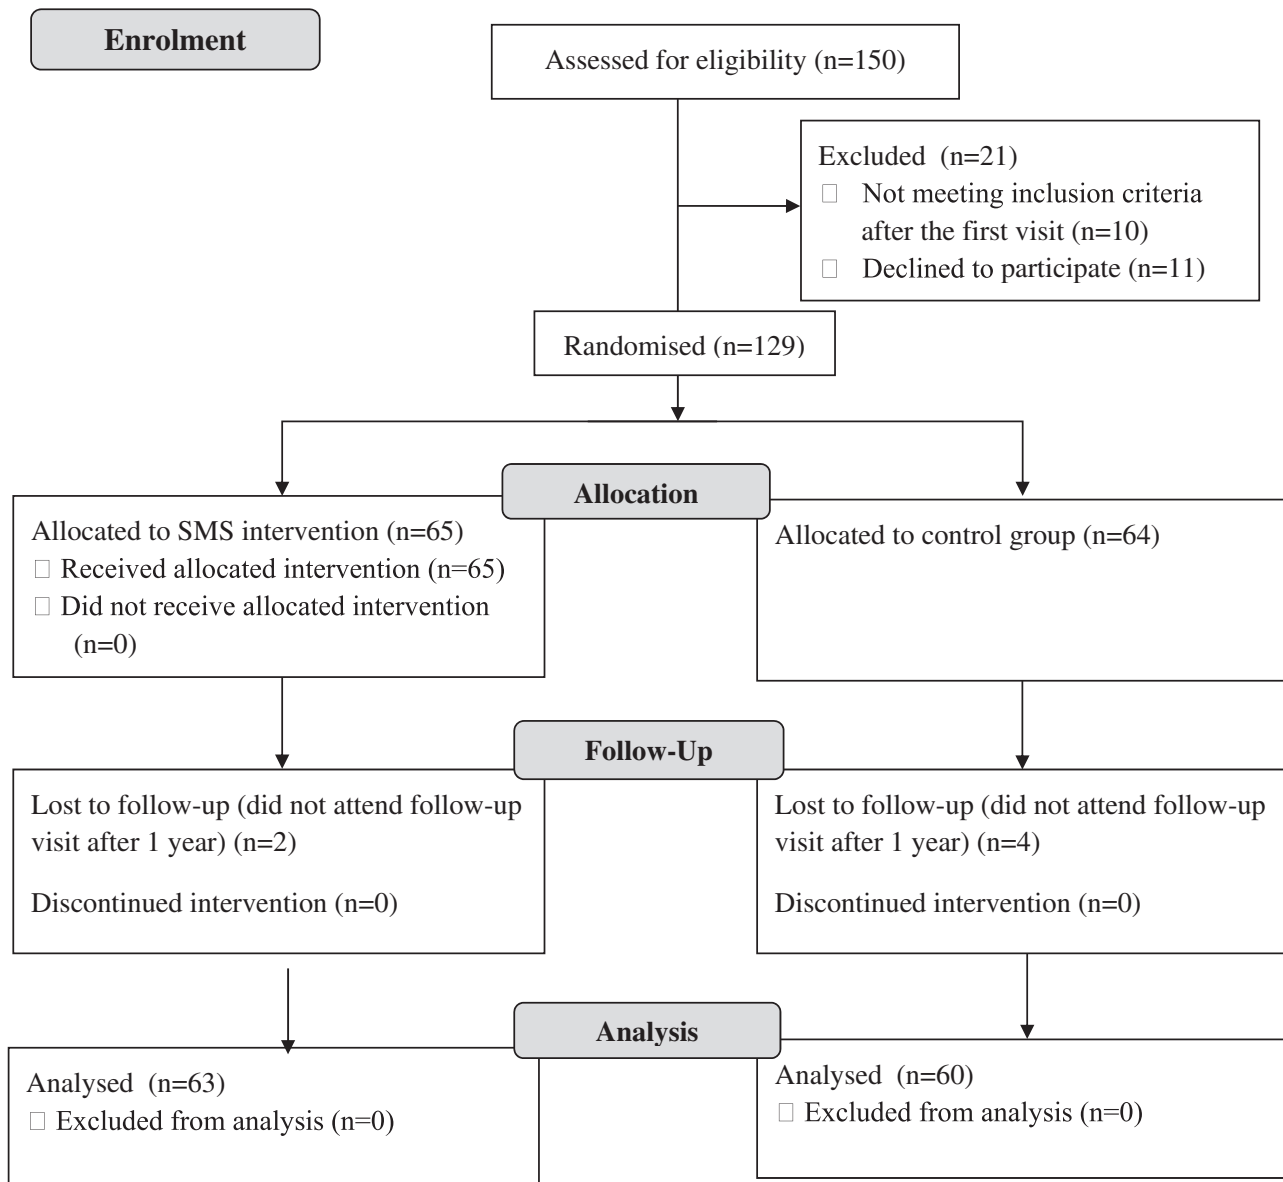 Enrolment
Assessed for eligibility (n=150)
Excluded (n=21)
□ Not meeting inclusion criteria
after the first visit (n=10)
□ Declined to participate (n=11)
Randomised (n=129)
Allocation
Allocated to SMS intervention (n=65)
□ Received allocated intervention (n=65)
□ Did not receive allocated intervention
(n=0)
Allocated to control group (n=64)
Follow-Up
Lost to follow-up (did not attend follow-up
visit after 1 year) (n=2)
Discontinued intervention (n=0)
Lost to follow-up (did not attend follow-up
visit after 1 year) (n=4)
Discontinued intervention (n=0)
Analysis
Analysed (n=63)
□ Excluded from analysis (n=0)
Analysed (n=60)
□ Excluded from analysis (n=0)